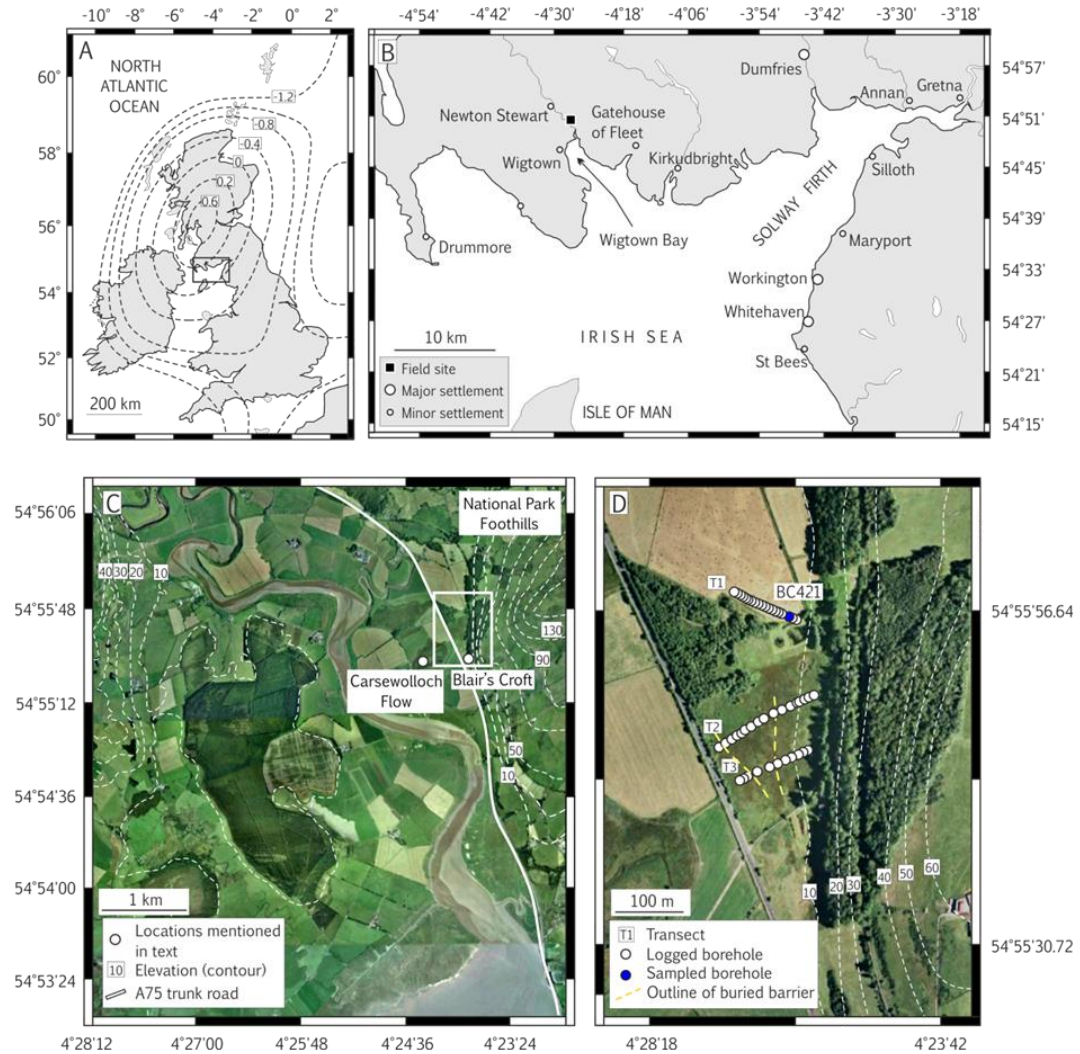 -10° -8° -6° -4° -2° 0° 2°
A
NORTH
ATLANTIC
OCEAN
60°
58°
56°
54°
52°
50°
-1.2
-0.8
-0.4
0
0.2
0.6
200 km
-10° -8° -6° -4° -2° 0° 2°
-4°54' -4°42' -4°30' -4°18' -4°06' -3°54' -3°42' -3°30' -3°18'
B
Dumfries
Annan
Gretna
Newton Stewart
Gatehouse
of Fleet
Wigtown
Kirkudbright
Silloth
SOLWAY FIRTH
Wigtown Bay
Drummore
Maryport
Workington
Whitehaven
IRISH SEA
St Bees
10 km
Field site
Major settlement
Minor settlement
ISLE OF MAN
54°57'
54°51'
54°45'
54°39'
54°33'
54°27'
54°21'
54°15'
C
National Park
Foothills
54°56'06
54°55'48
54°55'12
54°54'36
54°54'00
54°53'24
40 30 20 10
130
90
50
10
Carsewolloch
Flow
Blair's Croft
1 km
Locations mentioned
in text
10 Elevation (contour)
A75 trunk road
4°28'12 4°27'00 4°25'48 4°24'36 4°23'24
D
T1
BC421
T2
T3
10 20 30 40 50 60
100 m
T1 Transect
Logged borehole
Sampled borehole
Outline of buried barrier
54°55'56.64
54°55'30.72
4°28'18 4°23'42